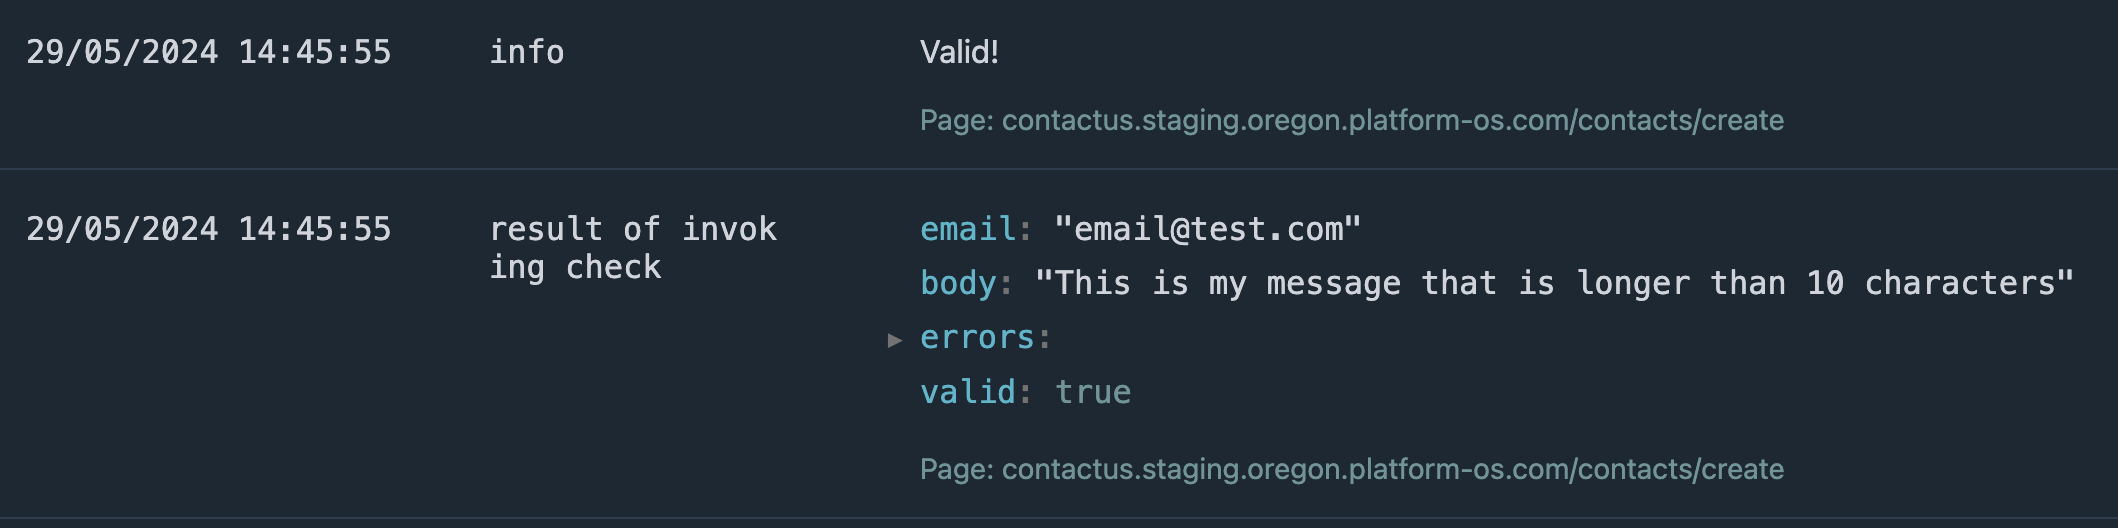 29/05/2024 14:45:55 info Valid!
Page: contactus.staging.oregon.platform-os.com/contacts/create
29/05/2024 14:45:55 result of invok email: "email@test.com"
ing check
body: "This is my message that is longer than 10 characters"
errors:
valid: true
Page: contactus.staging.oregon.platform-os.com/contacts/create